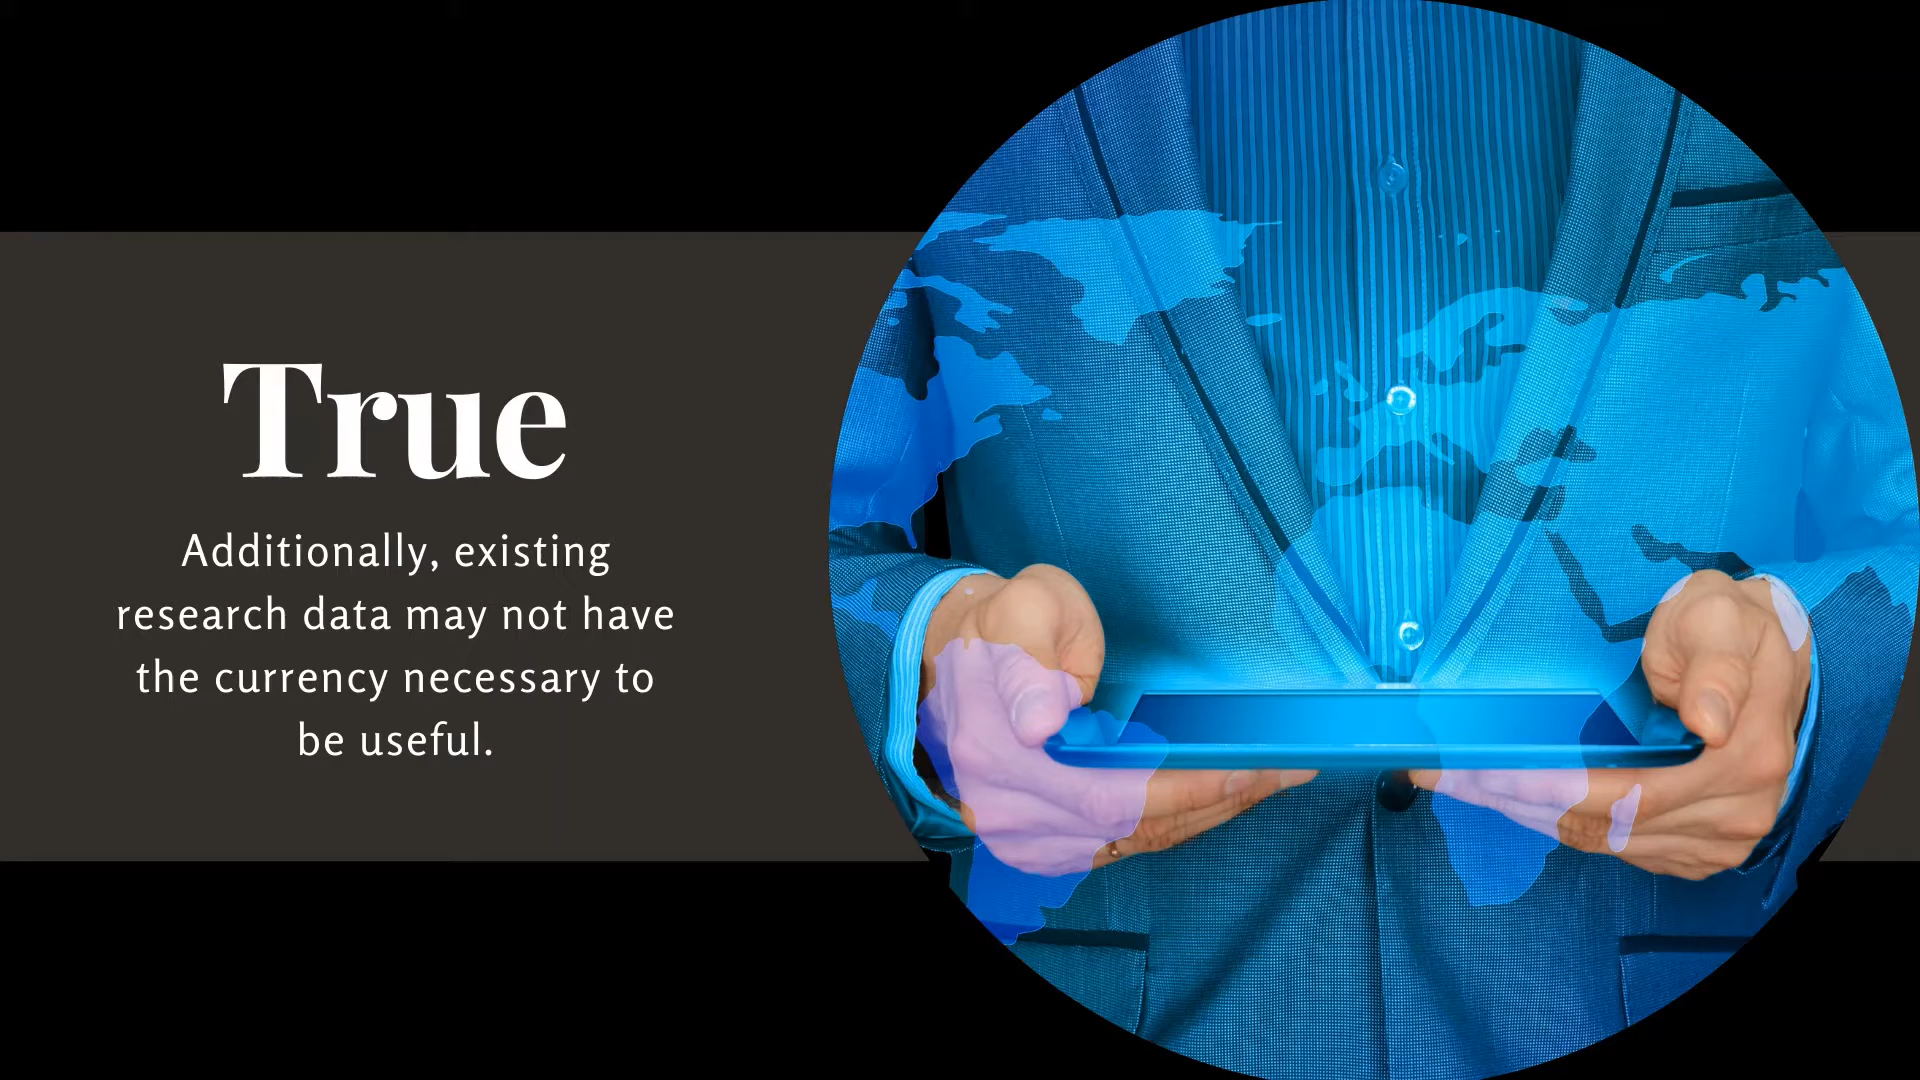 True
Additionally, existing
research data may not have
the currency necessary to
be useful.